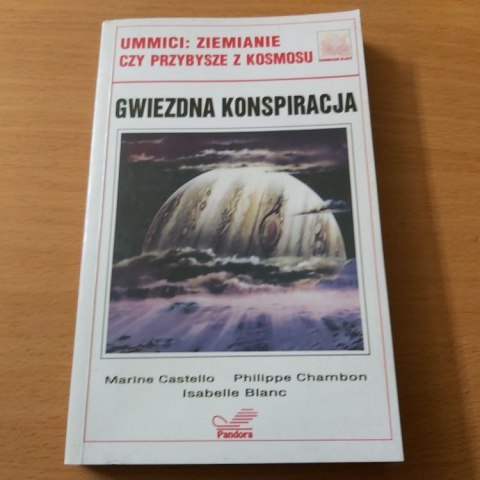 UMMICI: ZIEMIANIE
CZY PRZYBYSZE Z KOSMOSU
GWIEZDNA KONSPIRACJA
Marine Castello Philippe Chambon
Isabelle Blanc
Pandora